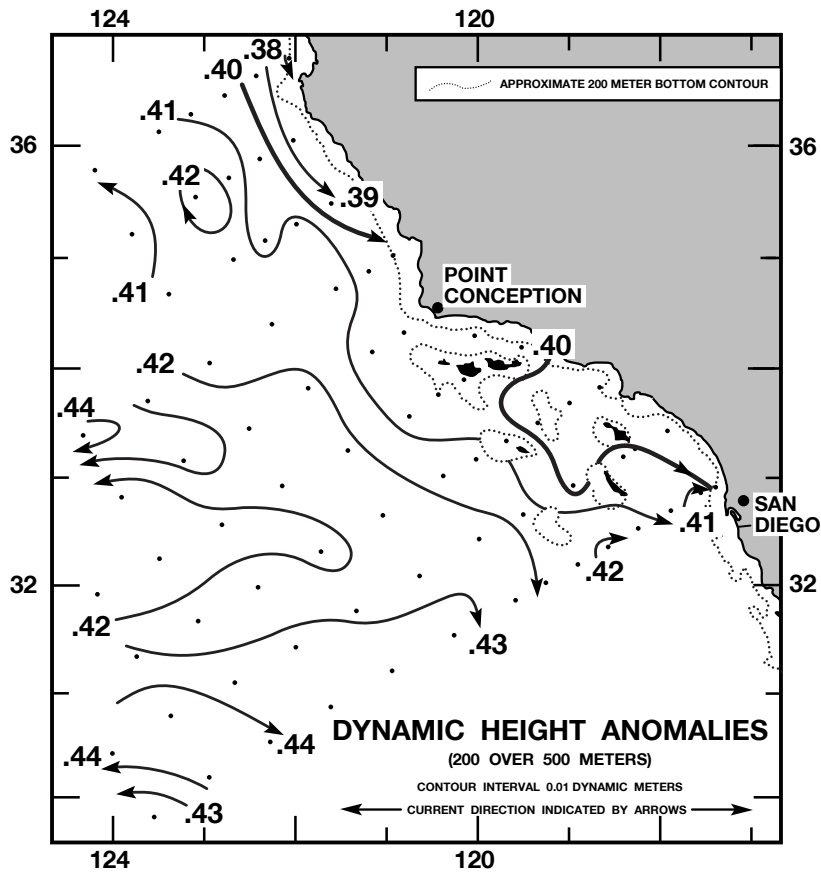 124 120
.38
.40
APPROXIMATE 200 METER BOTTOM CONTOUR
.41
36 36
.42
.39
.41
POINT
CONCEPTION
.40
.42
.44
SAN
DIEGO
.41
.42
32 32
.42
.43
DYNAMIC HEIGHT ANOMALIES
.44
(200 OVER 500 METERS)
.44
CONTOUR INTERVAL 0.01 DYNAMIC METERS
CURRENT DIRECTION INDICATED BY ARROWS
.43
124 120